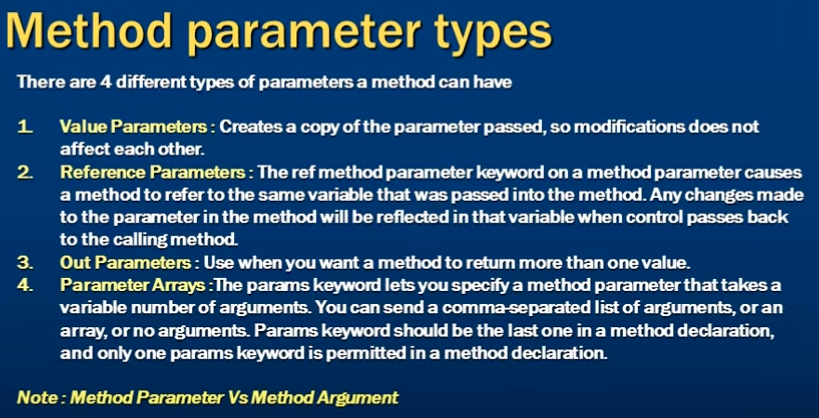 Method parameter types
There are 4 different types of parameters a method can have
1. Value Parameters : Creates a copy of the parameter passed, so modifications does not
affect each other.
2. Reference Parameters : The ref method parameter keyword on a method parameter causes
a method to refer to the same variable that was passed into the method. Any changes made
to the parameter in the method will be reflected in that variable when control passes back
to the calling method.
3. Out Parameters : Use when you want a method to return more than one value.
4. Parameter Arrays :The params keyword lets you specify a method parameter that takes a
variable number of arguments. You can send a comma-separated list of arguments, or an
array, or no arguments. Params keyword should be the last one in a method declaration,
and only one params keyword is permitted in a method declaration.
Note : Method Parameter Vs Method Argument